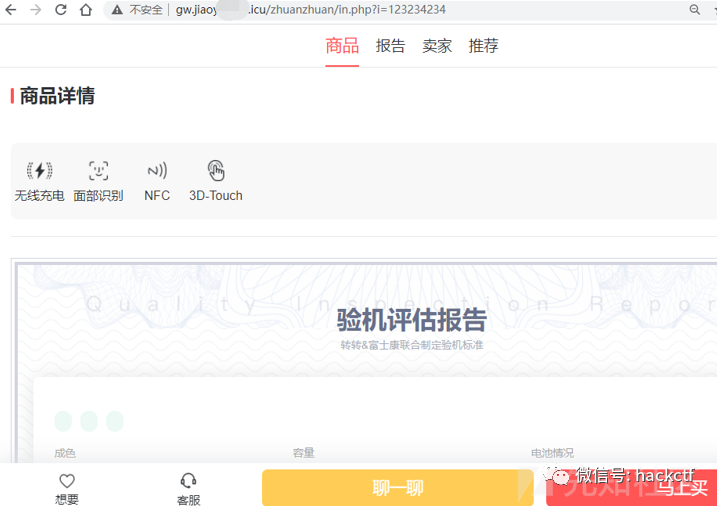 不安全 gw.jiaoy .icu/zhuanzhuan/in.php?i=123234234
商品 报告 卖家 推荐
商品详情
无线充电 面部识别 NFC 3D-Touch
Quality Inspection Repor
验机评估报告
转转&富士康联合制定验机标准
成色 容量 电池情况
想要 客服 聊一聊 马上买
微信号: hackctf
先知社